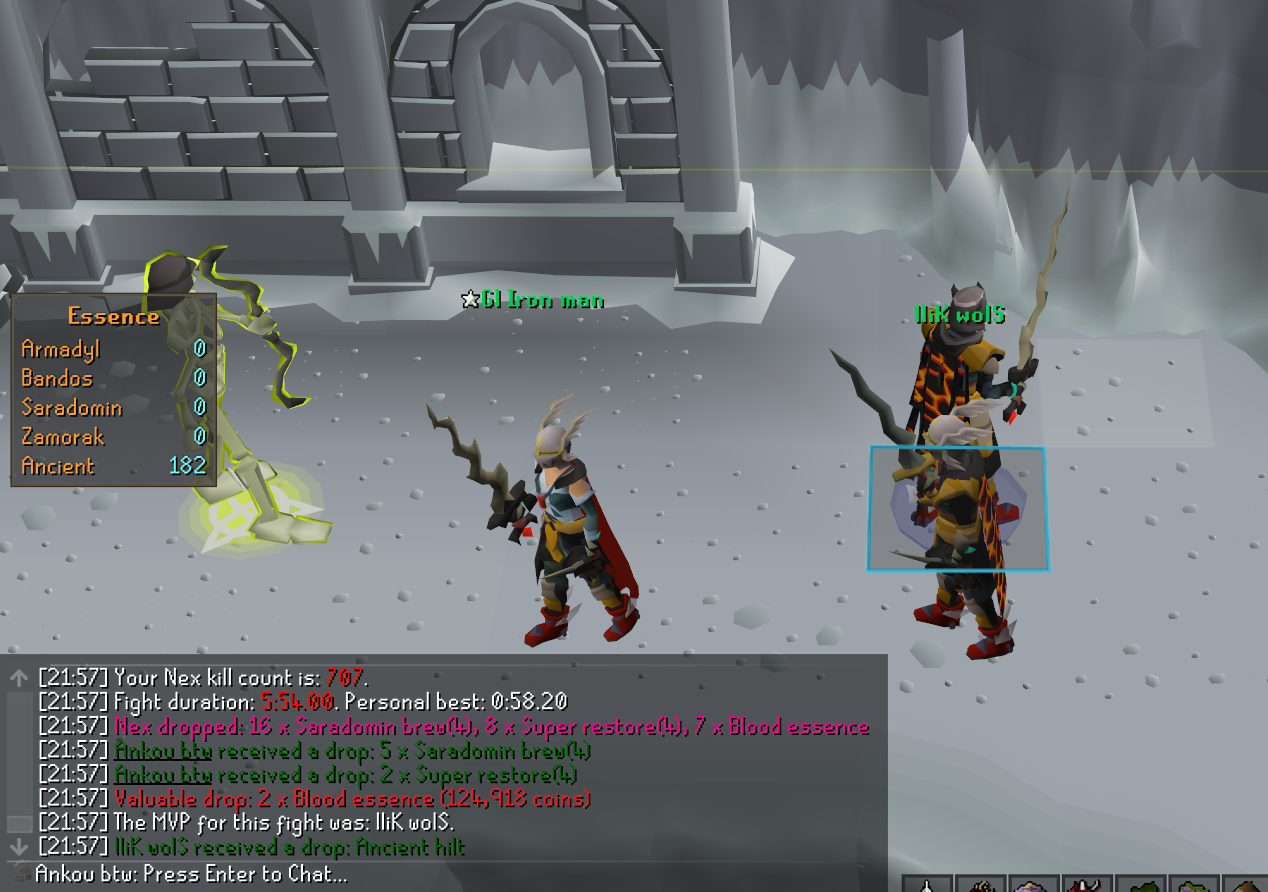 Essence
Armadyl 0
Bandos 0
Saradomin 0
Zamorak 0
Ancient 182
GI Iron man
lliK wolS
[21:57] Your Nex kill count is: 707.
[21:57] Fight duration: 5:54.00. Personal best: 0:58.20
[21:57] Nex dropped: 16 x Saradomin brew(4), 8 x Super restore(4), 7 x Blood essence
[21:57] Ankou btw received a drop: 5 x Saradomin brew(4)
[21:57] Ankou btw received a drop: 2 x Super restore(4)
[21:57] Valuable drop: 2 x Blood essence (124,918 coins)
[21:57] The MVP for this fight was: lliK wolS.
[21:57] lliK wolS received a drop: Ancient hilt
Ankou btw: Press Enter to Chat...